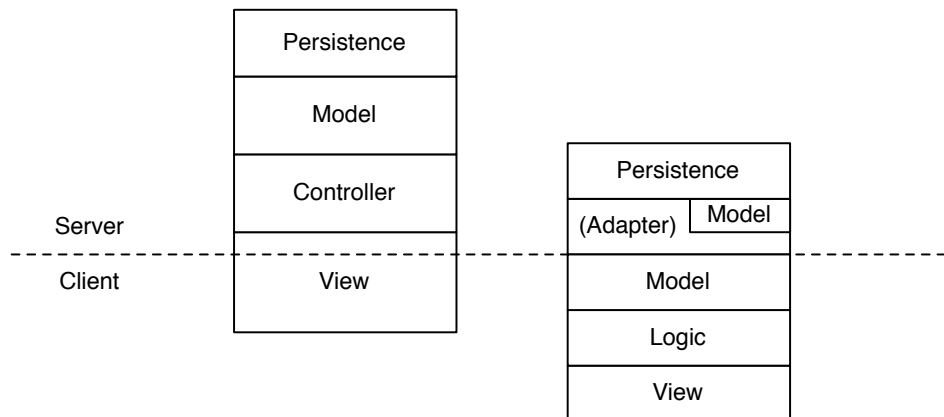 Persistence
Model
Controller
View
Server
Client
Persistence
(Adapter)
Model
Model
Logic
View